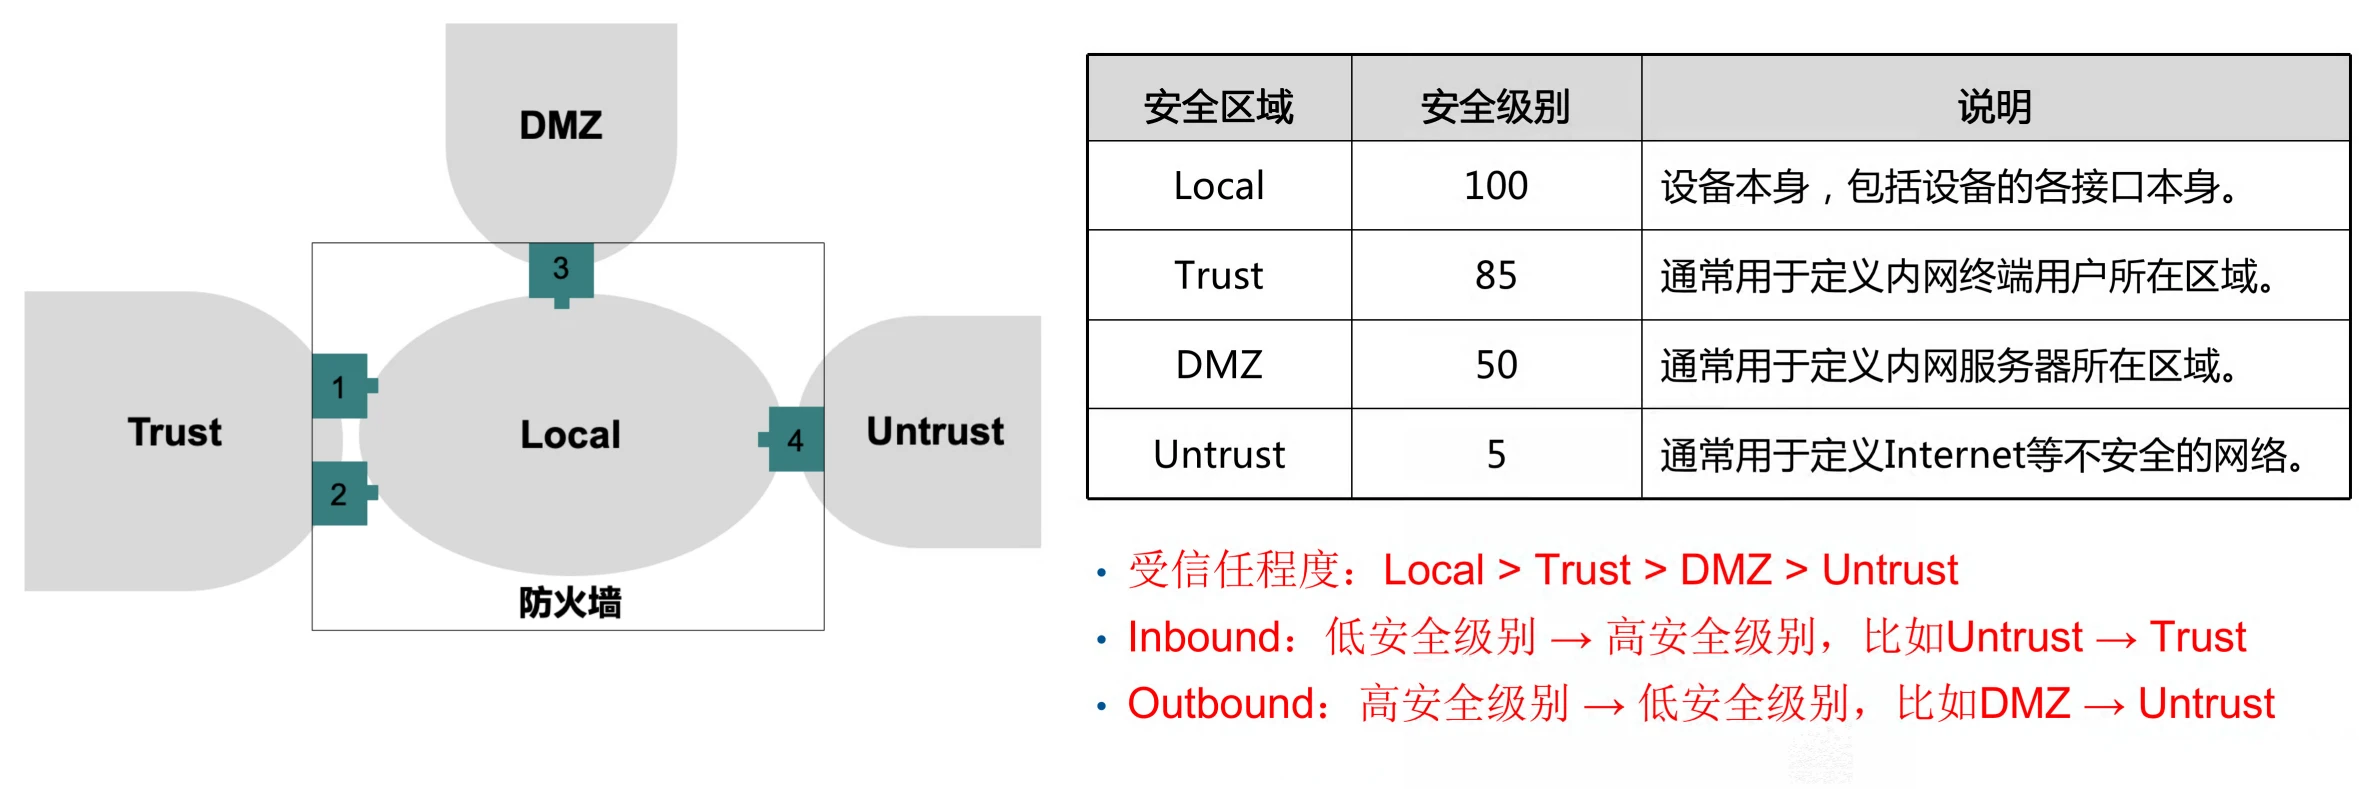 DMZ
3
1
Trust
Local
4
Untrust
2
防火墙
安全区域 安全级别 说明
Local 100 设备本身，包括设备的各接口本身。
Trust 85 通常用于定义内网终端用户所在区域。
DMZ 50 通常用于定义内网服务器所在区域。
Untrust 5 通常用于定义Internet等不安全的网络。
• 受信任程度：Local > Trust > DMZ > Untrust
• Inbound：低安全级别 → 高安全级别，比如Untrust → Trust
• Outbound：高安全级别 → 低安全级别，比如DMZ → Untrust